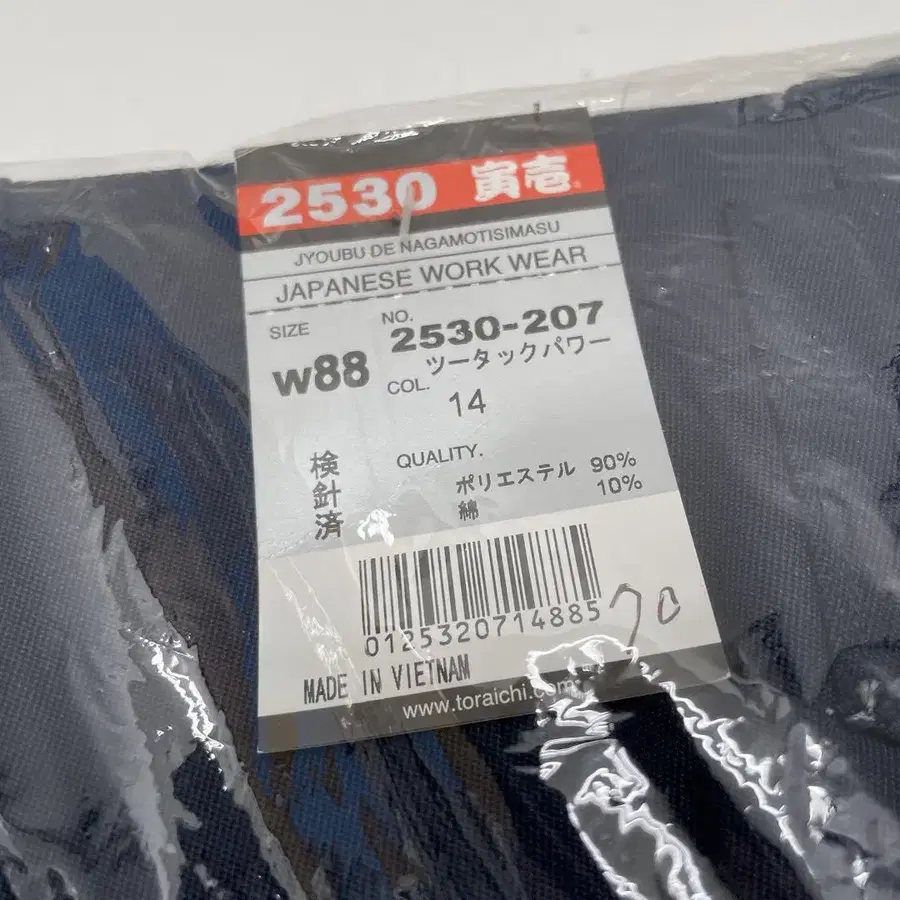 2530 寅壱
JYOUBU DE NAGAMOTISIMASU
JAPANESE WORK WEAR
SIZE
w88
NO.
2530-207
ツータックパワー
COL.
14
検針済
QUALITY.
ポリエステル 90%
綿 10%
0125320714885
70
MADE IN VIETNAM
www.toraichi.com